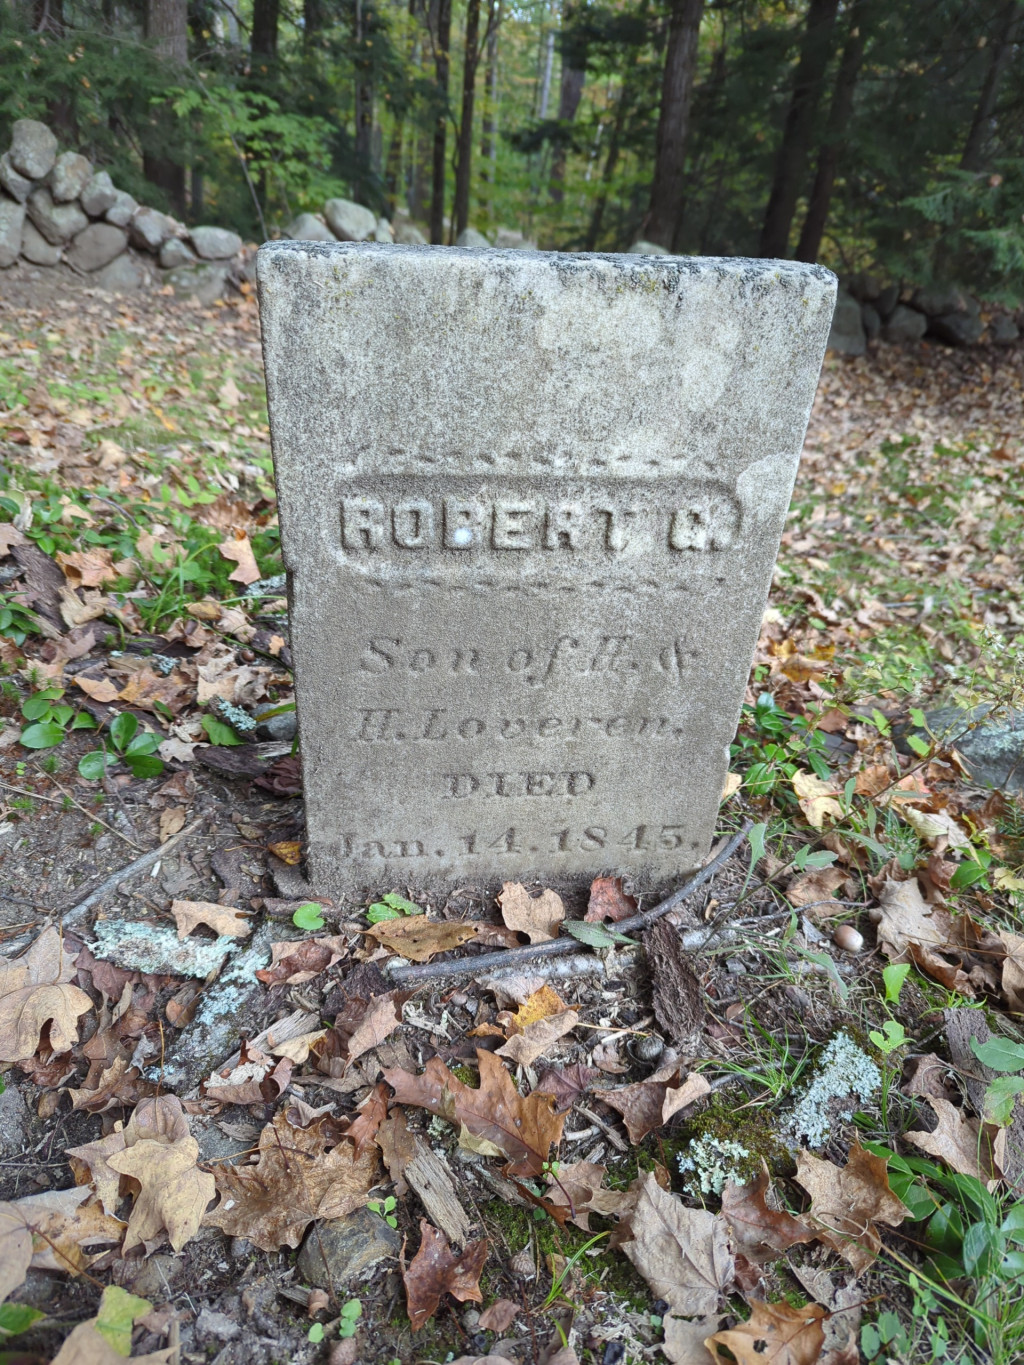 ROBERT G.
Son of H. &
H. Loveren.
DIED
Jan. 14. 1845.